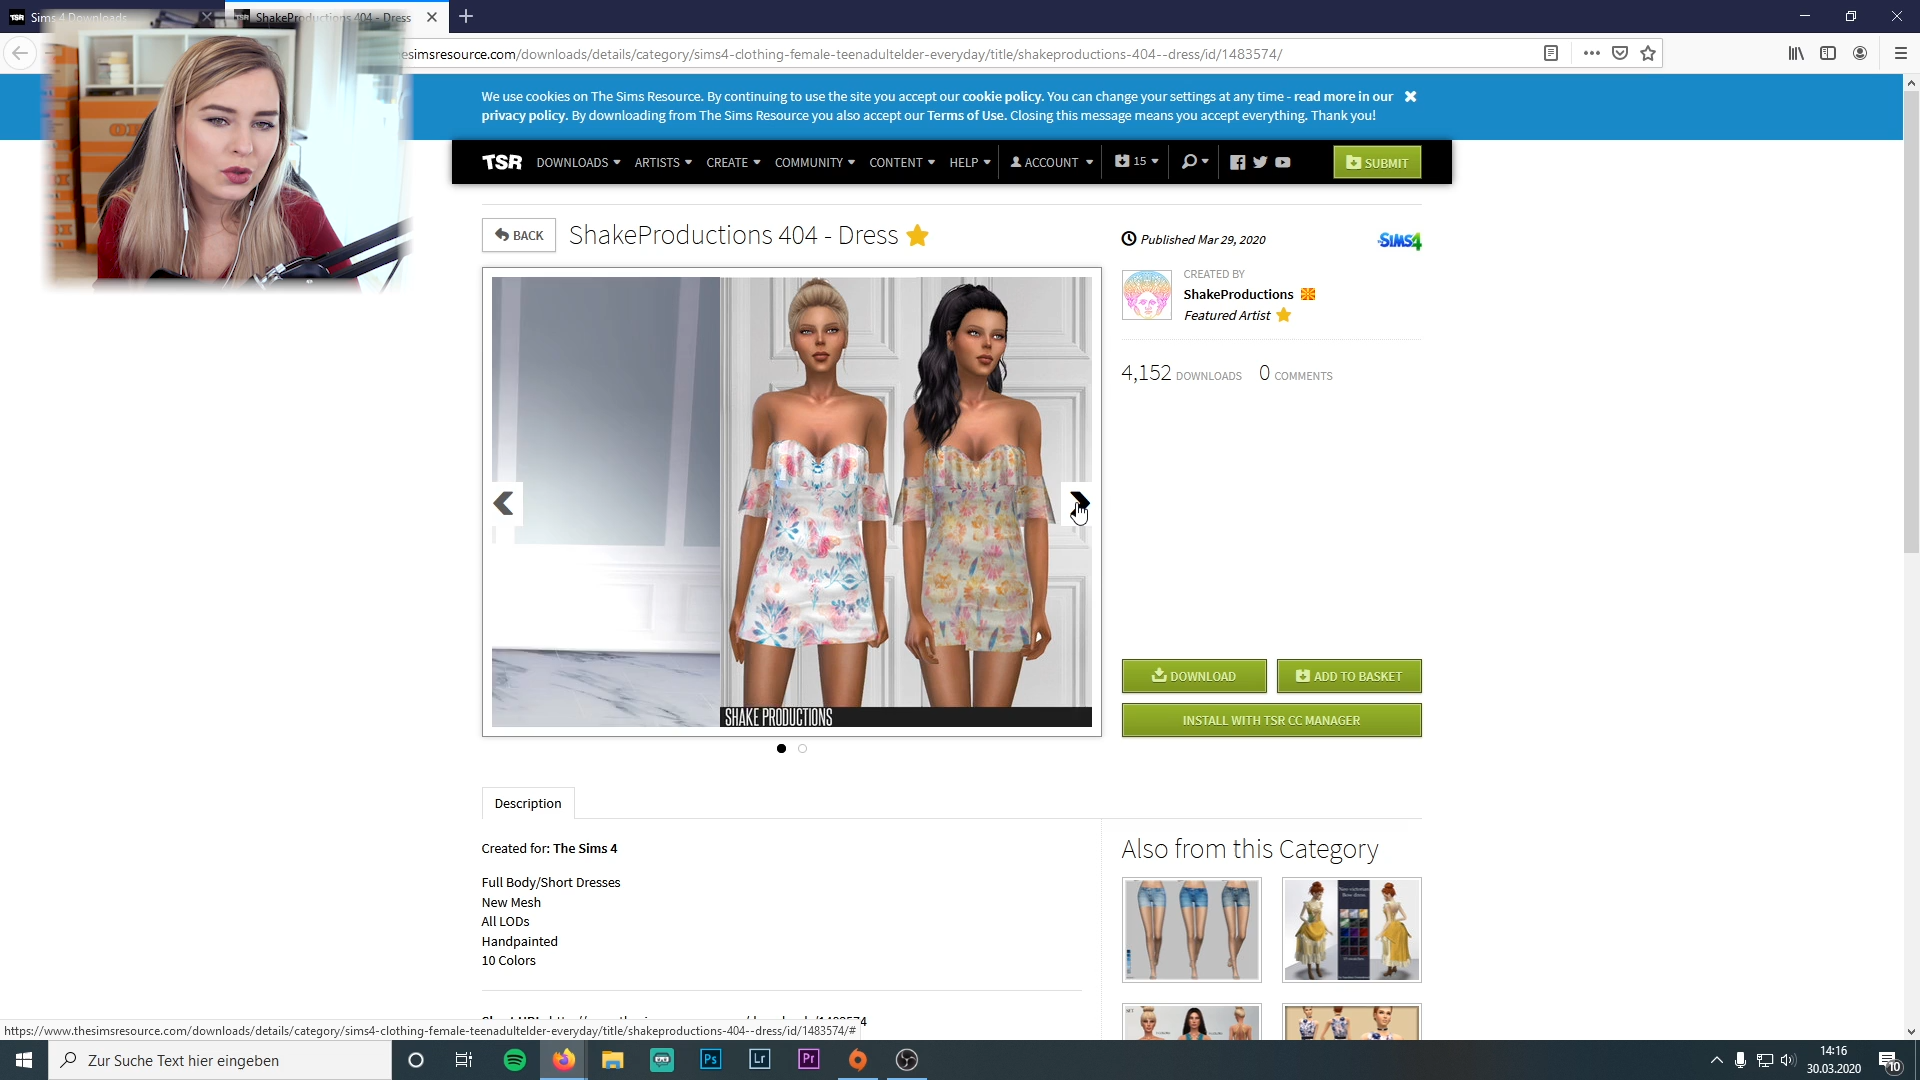 TSR Sims 4 Downloads
TSR ShakeProductions 404 - Dress
esimsresource.com/downloads/details/category/sims4-clothing-female-teenadultelder-everyday/title/shakeproductions-404--dress/id/1483574/
We use cookies on The Sims Resource. By continuing to use the site you accept our cookie policy. You can change your settings at any time - read more in our
privacy policy. By downloading from The Sims Resource you also accept our Terms of Use. Closing this message means you accept everything. Thank you!
TSR DOWNLOADS ARTISTS CREATE COMMUNITY CONTENT HELP ACCOUNT 15 SUBMIT
BACK ShakeProductions 404 - Dress
Published Mar 29, 2020 SIMS4
CREATED BY
ShakeProductions
Featured Artist
4,152 DOWNLOADS 0 COMMENTS
SHAKE PRODUCTIONS
DOWNLOAD ADD TO BASKET
INSTALL WITH TSR CC MANAGER
Description
Created for: The Sims 4
Full Body/Short Dresses
New Mesh
All LODs
Handpainted
10 Colors
Also from this Category
https://www.thesimsresource.com/downloads/details/category/sims4-clothing-female-teenadultelder-everyday/title/shakeproductions-404--dress/id/1483574/#
Zur Suche Text hier eingeben
Ps Lr Pr
14:16
30.03.2020
10